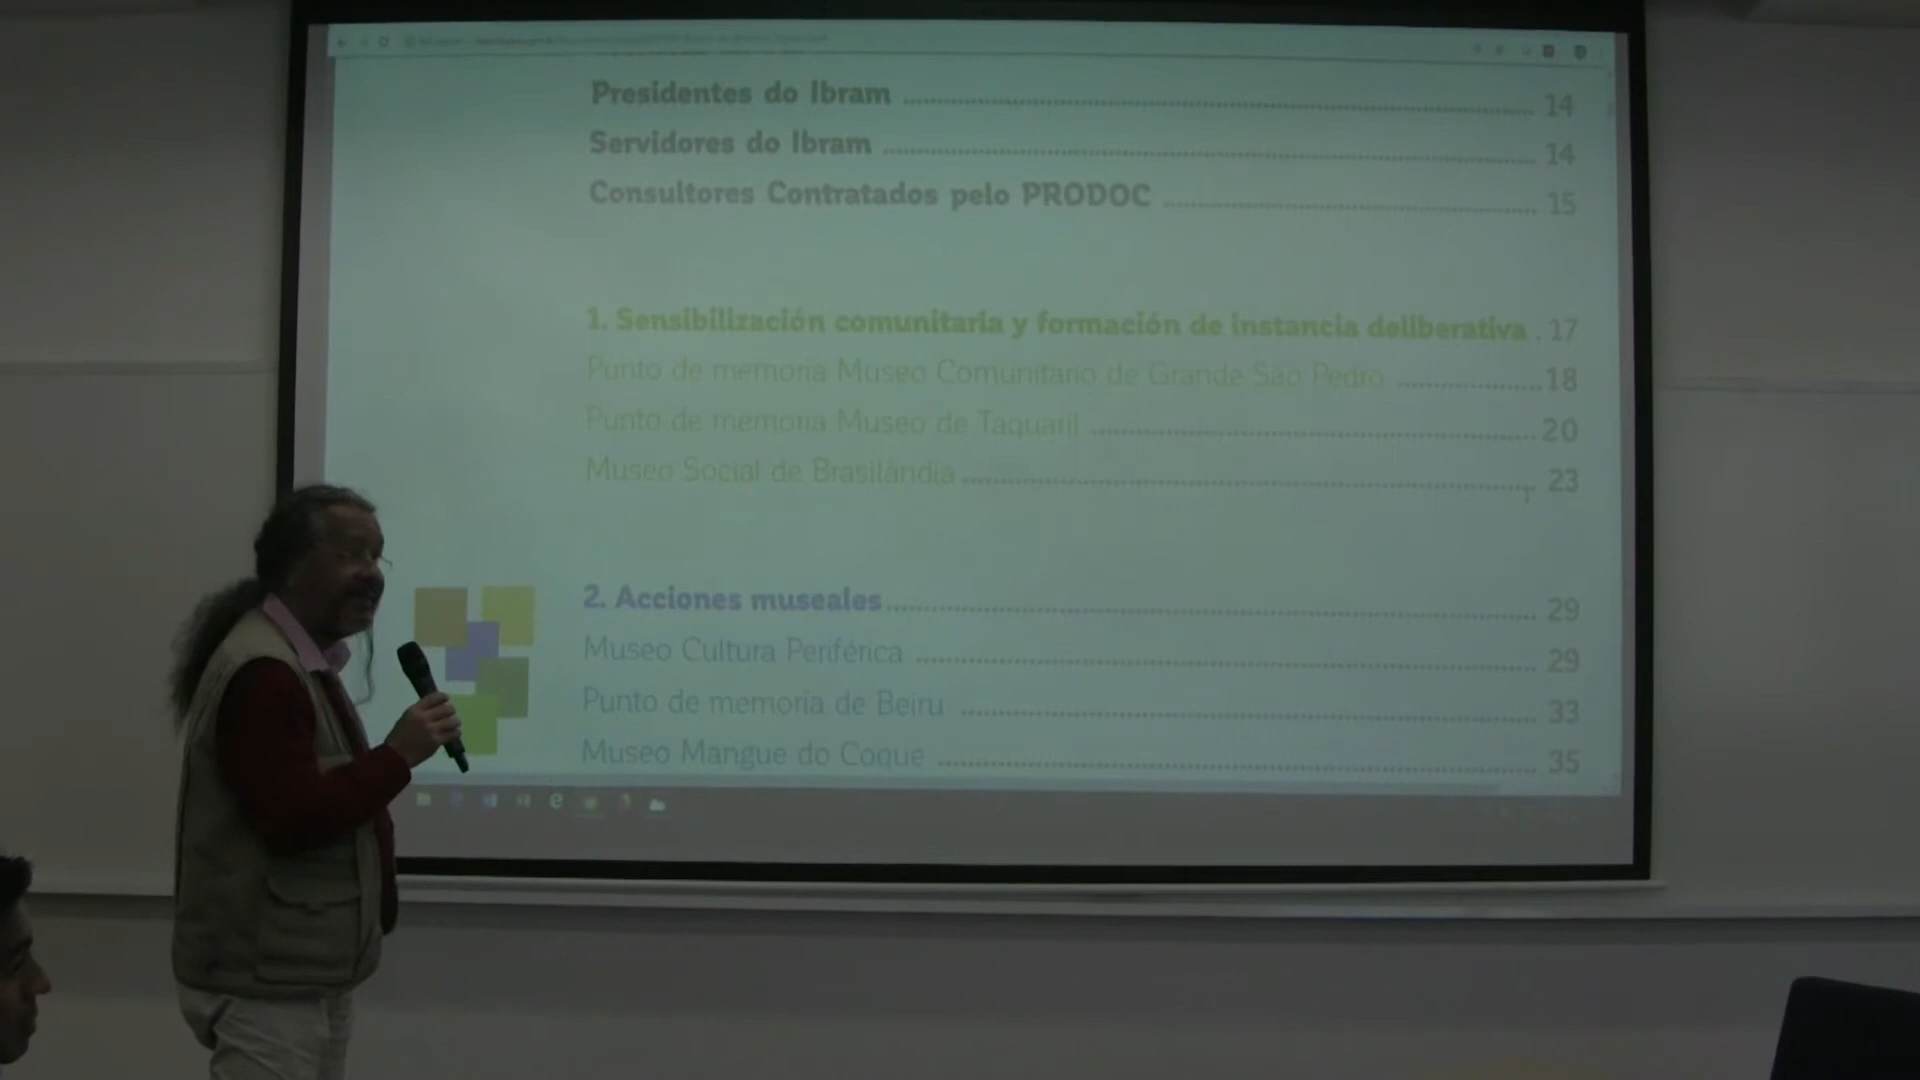 Presidentes do Ibram 14
Servidores do Ibram 14
Consultores Contratados pelo PRODOC 15
1. Sensibilización comunitaria y formación de instancia deliberativa . 17
Punto de memoria Museo Comunitario de Grande São Pedro 18
Punto de memoria Museo de Taquaril 20
Museo Social de Brasilândia 23
2. Acciones museales 29
Museo Cultura Periférica 29
Punto de memoria de Beiru 33
Museo Mangue do Coque 35